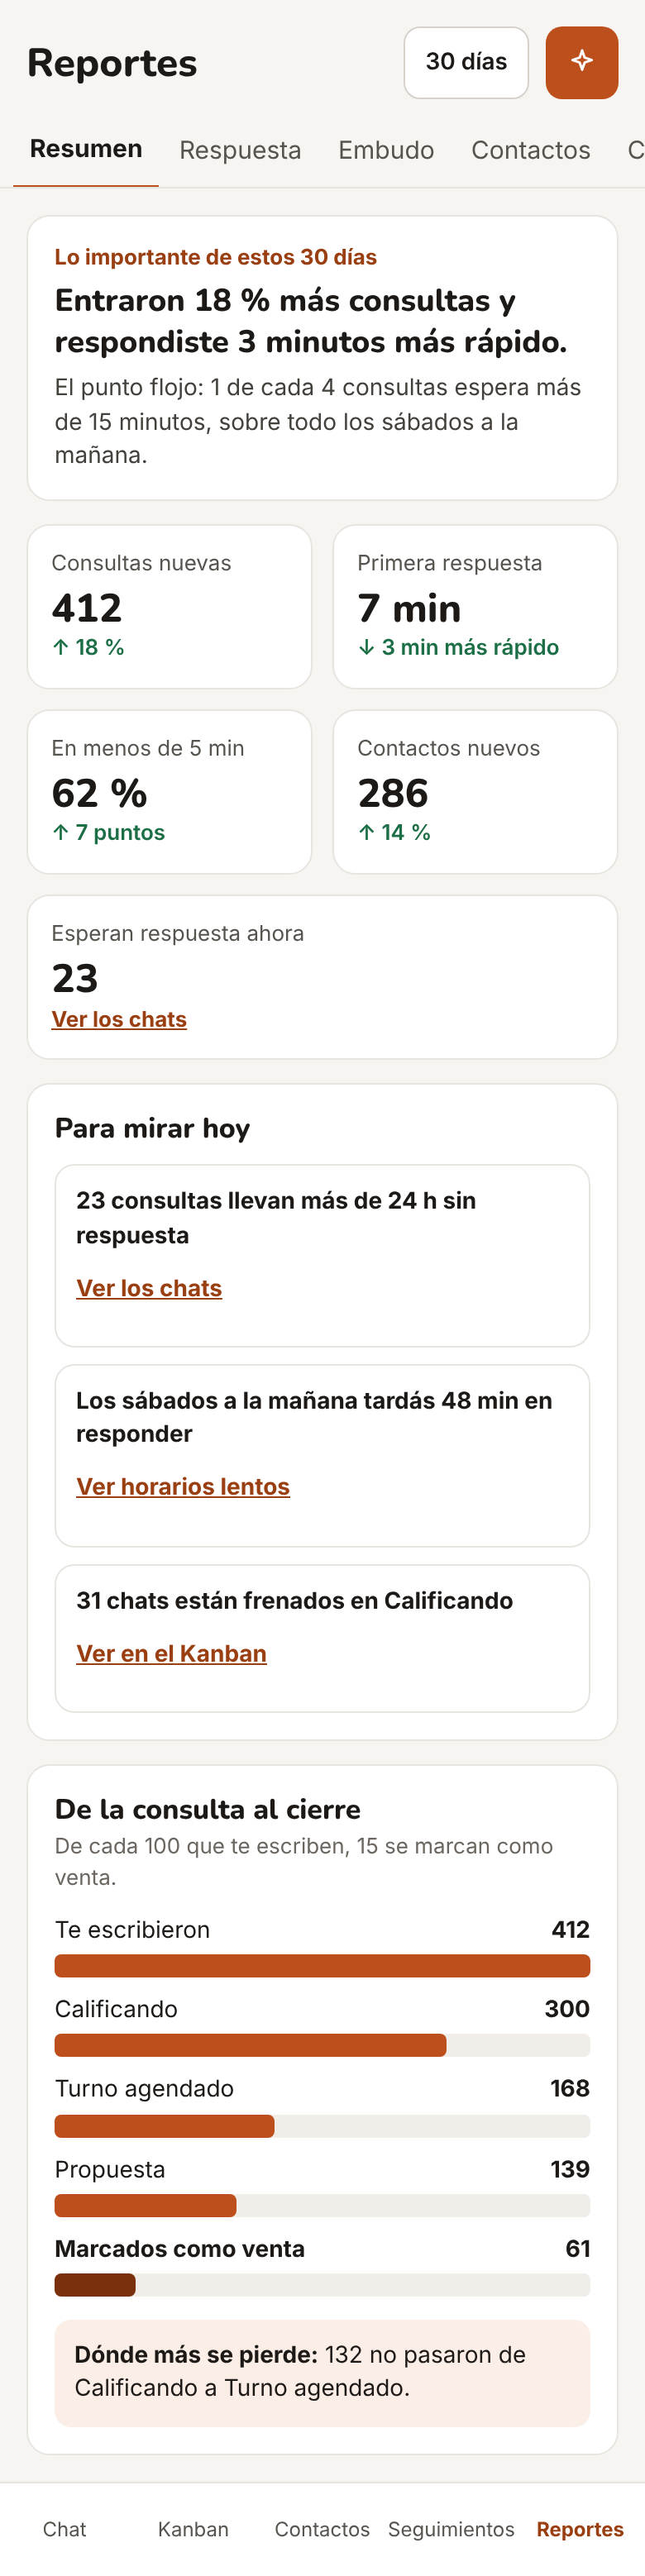 Reportes
30 días
Resumen
Respuesta
Embudo
Contactos
C
Lo importante de estos 30 días
Entraron 18 % más consultas y
respondiste 3 minutos más rápido.
El punto flojo: 1 de cada 4 consultas espera más
de 15 minutos, sobre todo los sábados a la
mañana.
Consultas nuevas
412
↑ 18 %
Primera respuesta
7 min
↓ 3 min más rápido
En menos de 5 min
62 %
↑ 7 puntos
Contactos nuevos
286
↑ 14 %
Esperan respuesta ahora
23
Ver los chats
Para mirar hoy
23 consultas llevan más de 24 h sin
respuesta
Ver los chats
Los sábados a la mañana tardás 48 min en
responder
Ver horarios lentos
31 chats están frenados en Calificando
Ver en el Kanban
De la consulta al cierre
De cada 100 que te escriben, 15 se marcan como
venta.
Te escribieron 412
Calificando 300
Turno agendado 168
Propuesta 139
Marcados como venta 61
Dónde más se pierde: 132 no pasaron de
Calificando a Turno agendado.
Chat
Kanban
Contactos
Seguimientos
Reportes